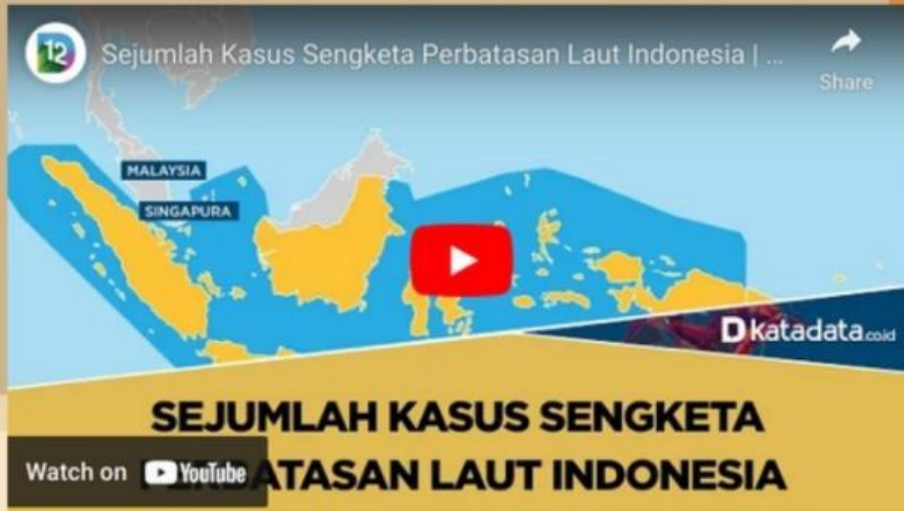 Sejumlah Kasus Sengketa Perbatasan Laut Indonesia | ...
Share
MALAYSIA
SINGAPURA
D katadata.co.id
SEJUMLAH KASUS SENGKETA
ATASAN LAUT INDONESIA
Watch on YouTube